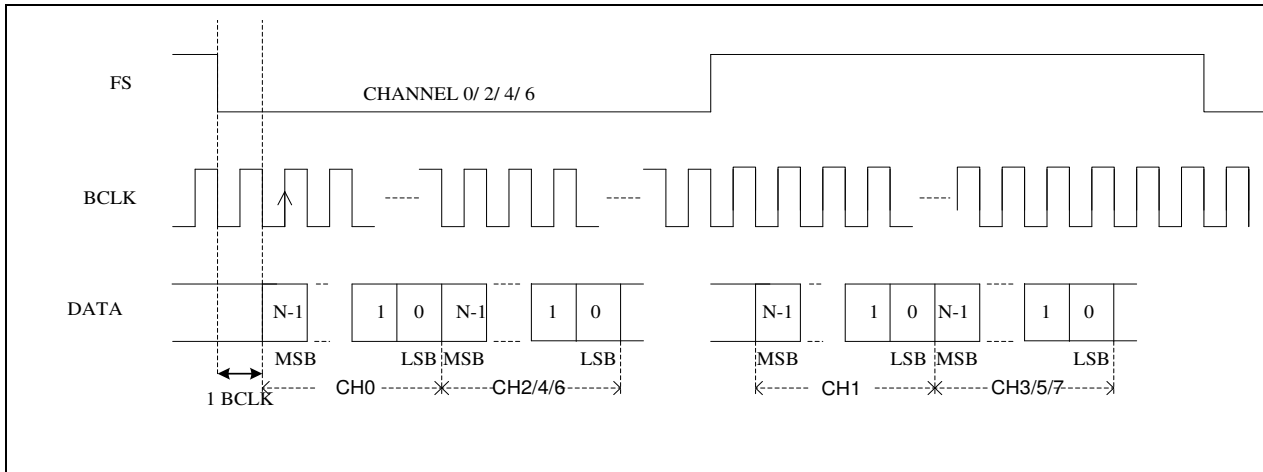 FS
CHANNEL 0/ 2/ 4/ 6
BCLK
DATA
N-1 1 0 N-1 1 0 N-1 1 0 N-1 1 0
MSB LSB MSB LSB MSB LSB MSB LSB
1 BCLK
CH0 CH2/4/6 CH1 CH3/5/7